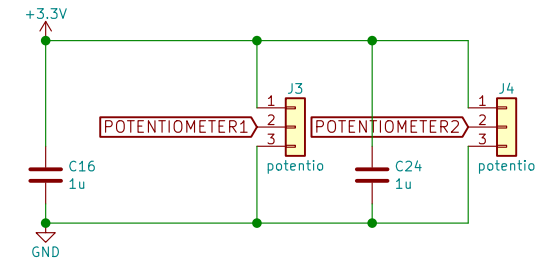 +3.3V
J3
J4
1
1
POTENTIOMETER1
2
POTENTIOMETER2
2
3
3
C16
1u
potentio
C24
1u
potentio
GND